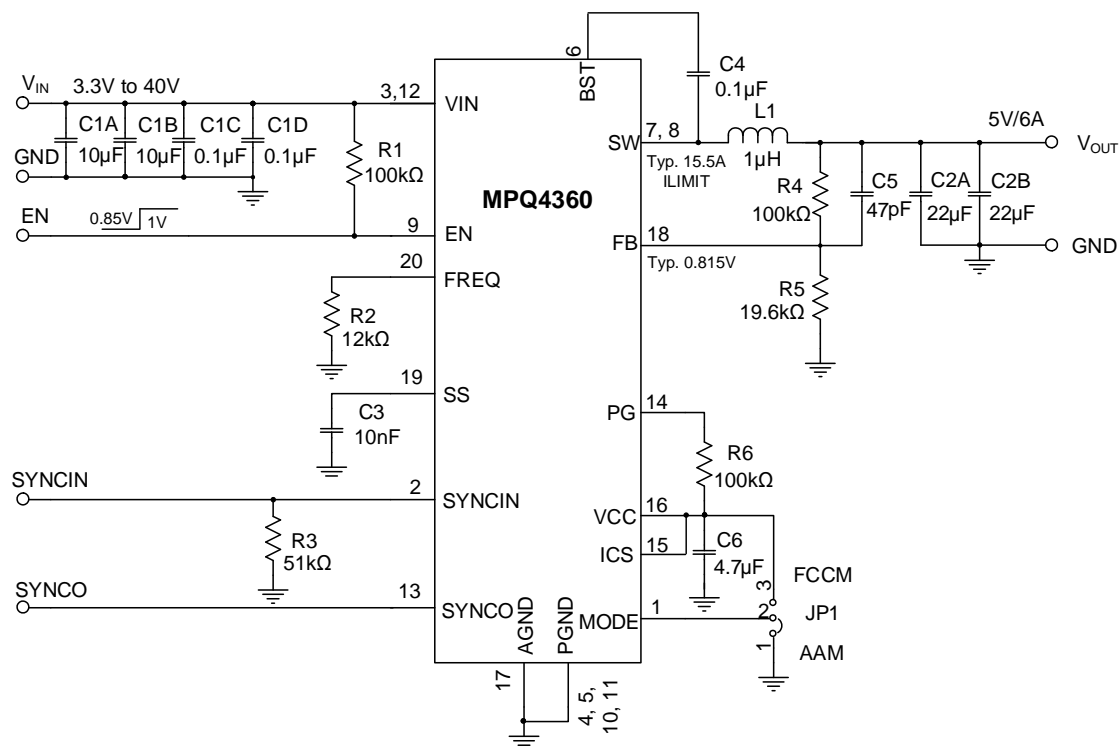 6
BST
C4
0.1µF
VIN
3.3V to 40V
3,12
VIN
C1A
10µF
C1B
10µF
C1C
0.1µF
C1D
0.1µF
GND
R1
100kΩ
SW
7, 8
Typ. 15.5A
ILIMIT
L1
1µH
5V/6A
VOUT
MPQ4360
R4
100kΩ
C5
47pF
C2A
22µF
C2B
22µF
EN
0.85V
1V
9
EN
FB
18
Typ. 0.815V
GND
20
FREQ
R2
12kΩ
R5
19.6kΩ
19
SS
C3
10nF
PG
14
R6
100kΩ
SYNCIN
2
SYNCIN
R3
51kΩ
VCC
16
ICS
15
C6
4.7µF
SYNCO
13
SYNCO
MODE
1
3
FCCM
2
JP1
1
AAM
AGND
PGND
17
4, 5,
10, 11